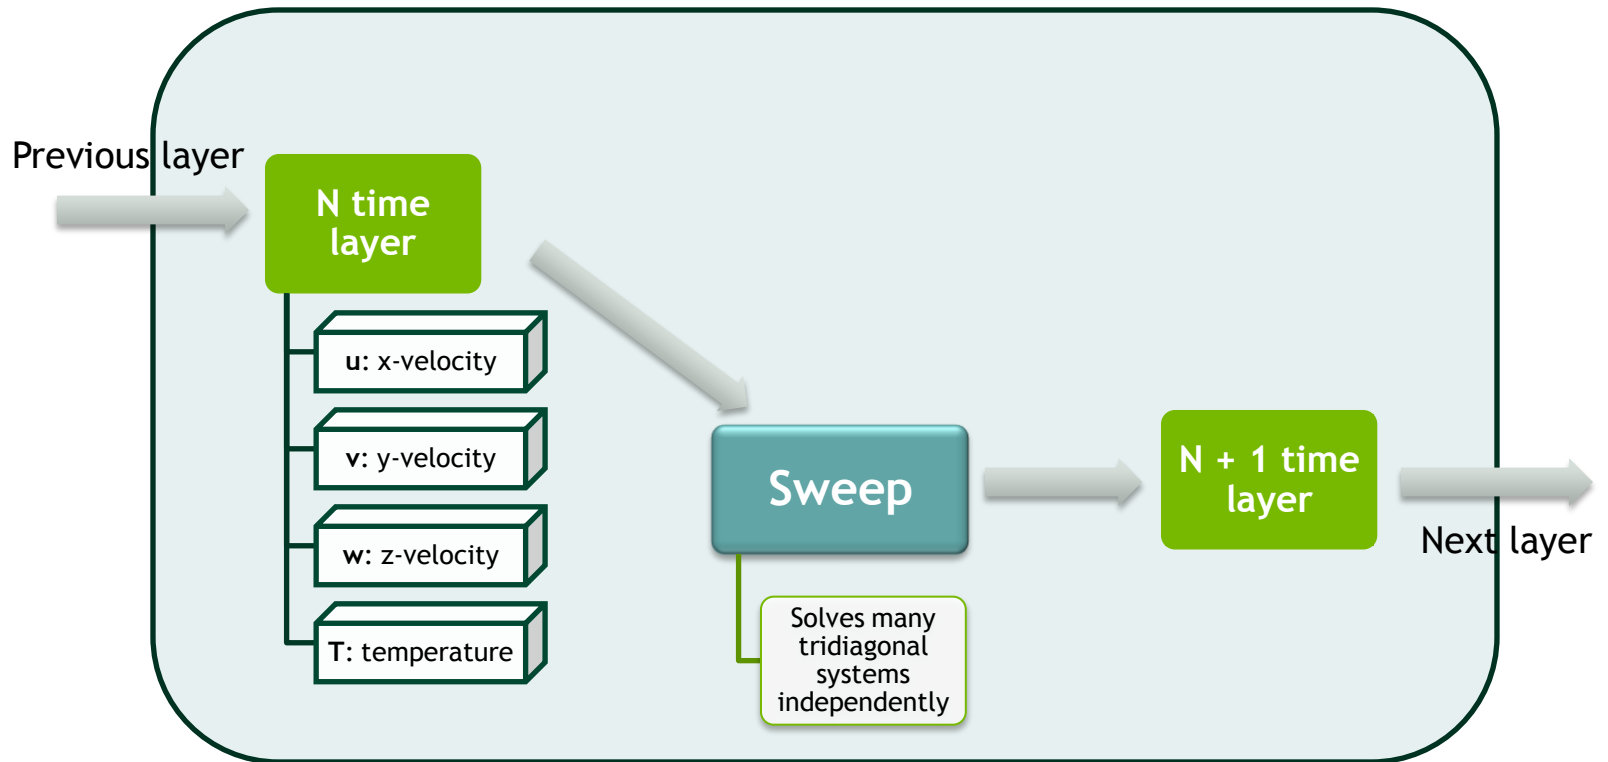 Previous layer
N time
layer
u: x-velocity
v: y-velocity
w: z-velocity
T: temperature
Sweep
Solves many
tridiagonal
systems
independently
N + 1 time
layer
Next layer